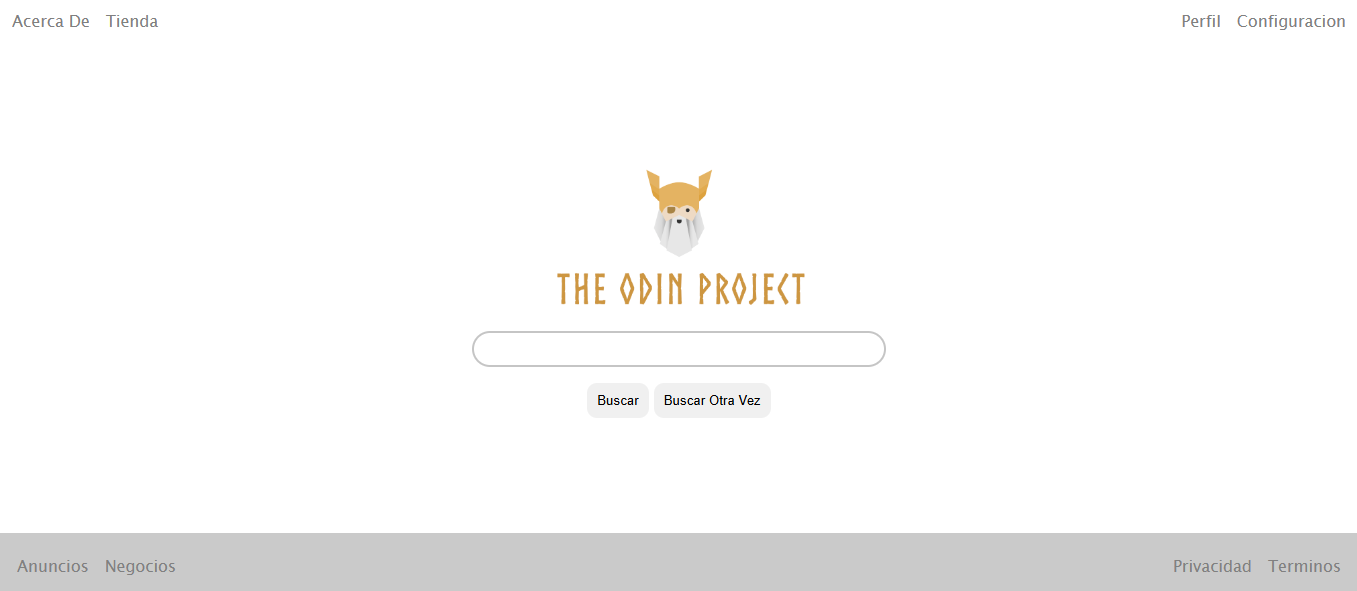 Acerca De Tienda Perfil Configuracion
THE ODIN PROJECT
Buscar Buscar Otra Vez
Anuncios Negocios Privacidad Terminos